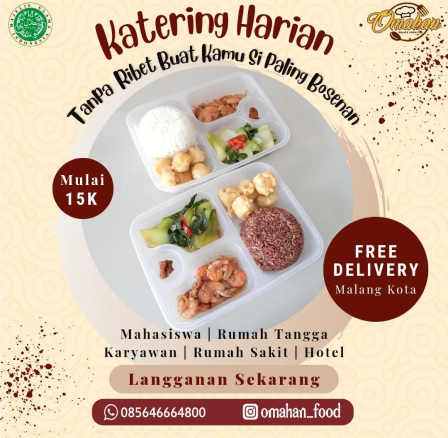 Omahan
Katering Harian
Tanpa Ribet Buat Kamu Si Paling Bosenan
Mulai
15K
FREE
DELIVERY
Malang Kota
Mahasiswa | Rumah Tangga
Karyawan | Rumah Sakit | Hotel
Langganan Sekarang
085646664800
omahan_food